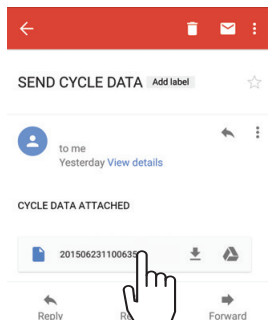 SEND CYCLE DATA Add label
to me
Yesterday View details
CYCLE DATA ATTACHED
201506231100635
Reply
Forward